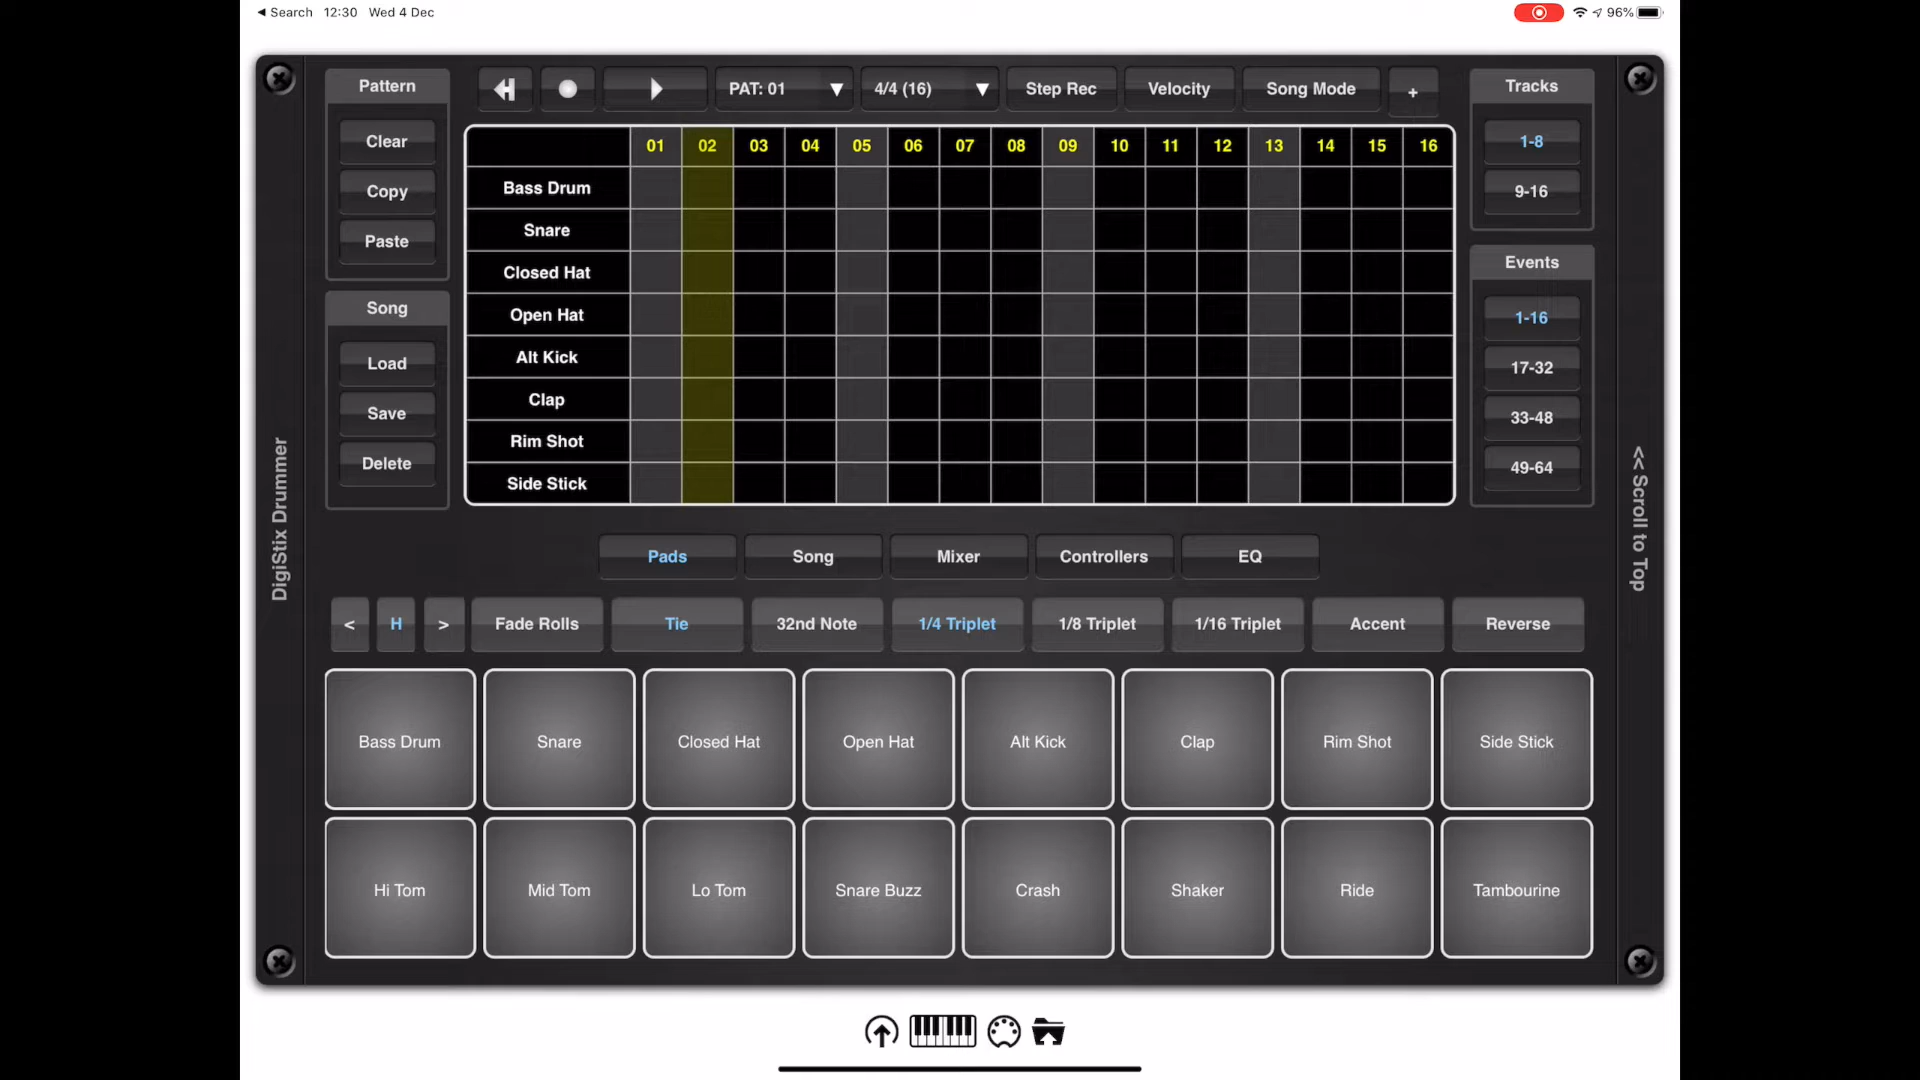 Search 12:30 Wed 4 Dec
96%
Pattern
Clear
Copy
Paste
Song
Load
Save
Delete
DigiStix Drummer
PAT: 01 4/4 (16) Step Rec Velocity Song Mode +
01 02 03 04 05 06 07 08 09 10 11 12 13 14 15 16
Bass Drum
Snare
Closed Hat
Open Hat
Alt Kick
Clap
Rim Shot
Side Stick
Tracks
1-8
9-16
Events
1-16
17-32
33-48
49-64
<< Scroll to Top
Pads Song Mixer Controllers EQ
< H > Fade Rolls Tie 32nd Note 1/4 Triplet 1/8 Triplet 1/16 Triplet Accent Reverse
Bass Drum Snare Closed Hat Open Hat Alt Kick Clap Rim Shot Side Stick
Hi Tom Mid Tom Lo Tom Snare Buzz Crash Shaker Ride Tambourine